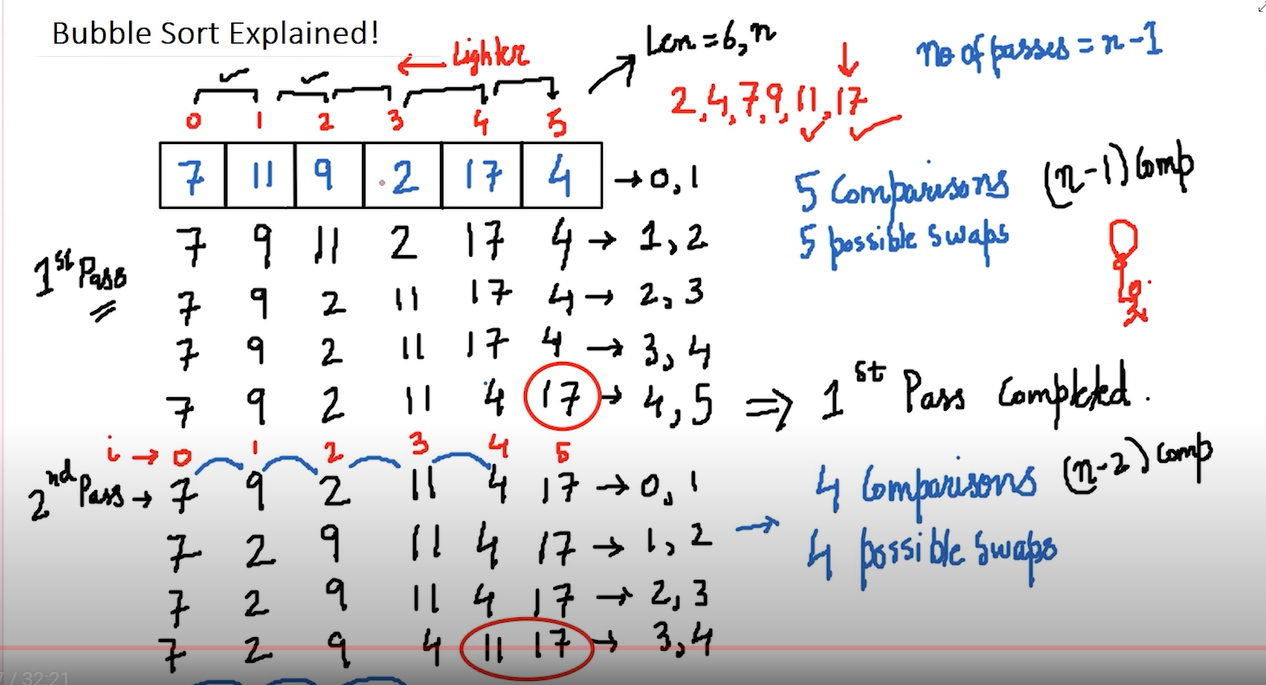 Bubble Sort Explained!
← Lighter
Len = 6, n
no of passes = n-1
2, 4, 7, 9, 11, 17
0 1 2 3 4 5
7 11 9 2 17 4 → 0, 1
5 Comparisons (n-1) Comp
5 possible swaps
1st Pass
7 9 11 2 17 4 → 1, 2
7 9 2 11 17 4 → 2, 3
7 9 2 11 17 4 → 3, 4
7 9 2 11 4 17 → 4, 5 ⇒ 1st Pass Completed.
i → 0 1 2 3 4 5
2nd Pass → 7 9 2 11 4 17 → 0, 1
4 Comparisons (n-2) Comp
4 possible swaps
7 2 9 11 4 17 → 1, 2
7 2 9 11 4 17 → 2, 3
7 2 9 4 11 17 → 3, 4
/ 32:21